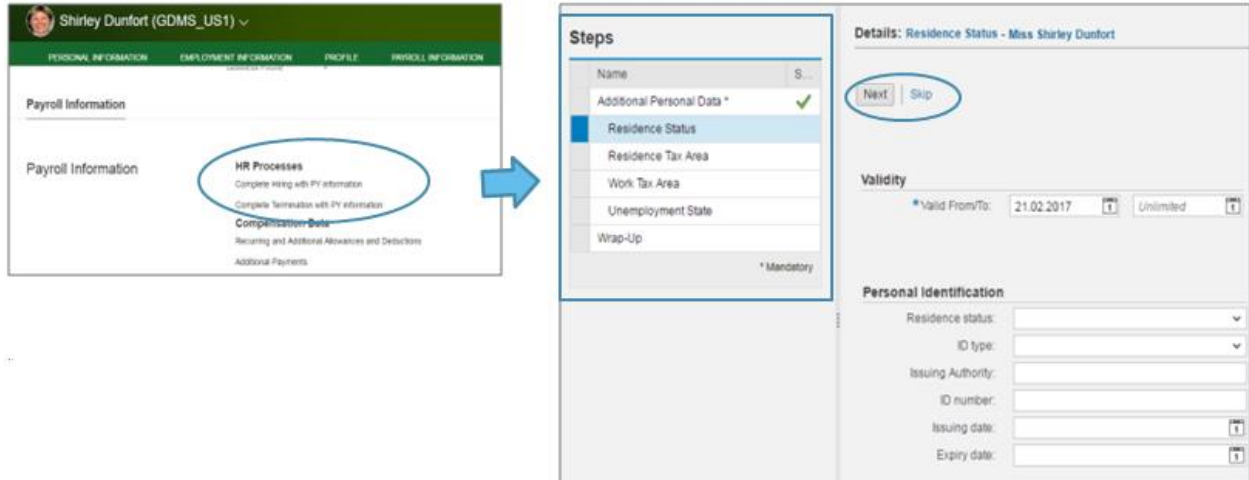 Shirley Dunfort (GDMS_US1)
PERSONAL INFORMATION EMPLOYMENT INFORMATION PROFILE PAYROLL INFORMATION
Payroll Information
Payroll Information
HR Processes
Complete Hiring with PY information
Complete Termination with PY information
Compensation Data
Recurring and Additional Allowances and Deductions
Additional Payments
Steps
Name S...
Additional Personal Data *
Residence Status
Residence Tax Area
Work Tax Area
Unemployment State
Wrap-Up
* Mandatory
Details: Residence Status - Miss Shirley Dunfort
Next Skip
Validity
*Valid From/To: 21.02.2017 Unlimited
Personal Identification
Residence status:
ID type:
Issuing Authority:
ID number:
Issuing date:
Expiry date: